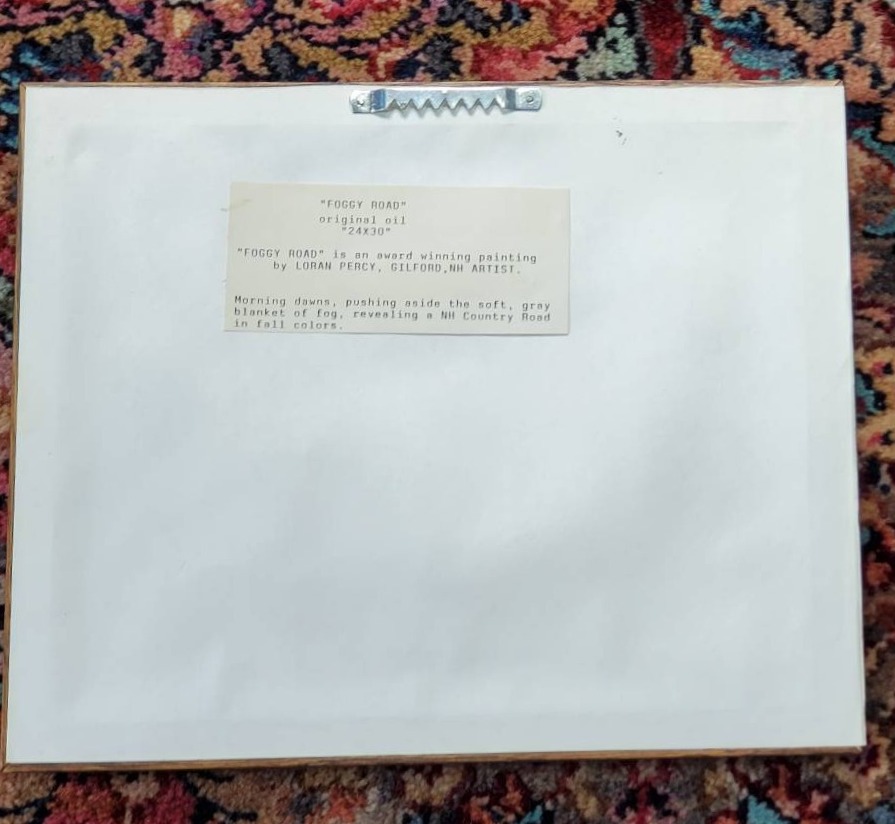 "FOGGY ROAD"
original oil
"24X30"
"FOGGY ROAD" is an award winning painting
by LORAN PERCY, GILFORD,NH ARTIST.
Morning dawns, pushing aside the soft, gray
blanket of fog, revealing a NH Country Road
in fall colors.